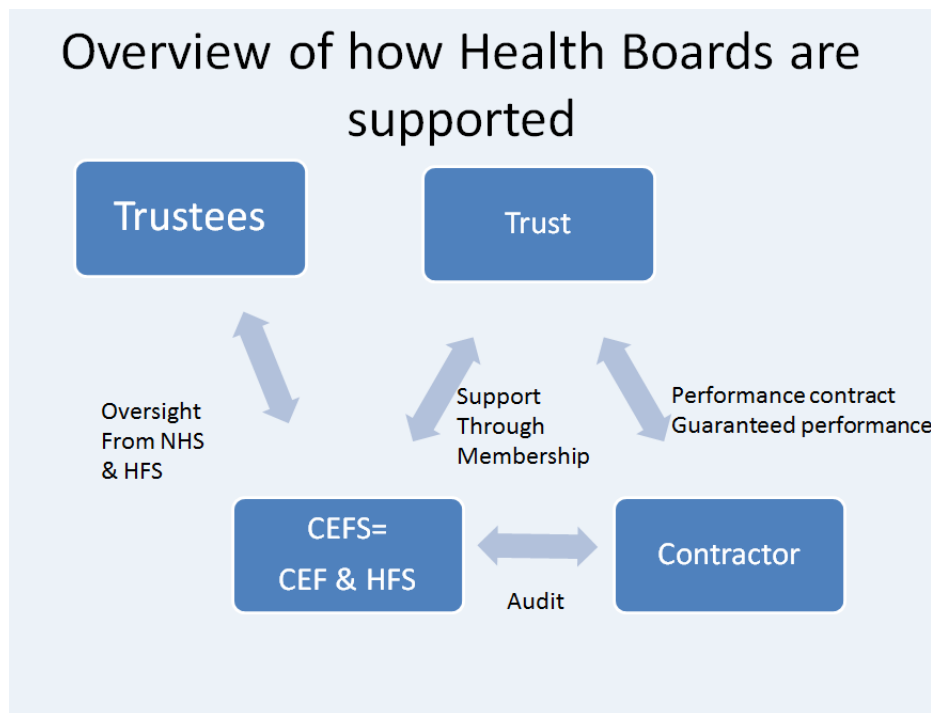 Overview of how Health Boards are
supported
Trustees
Trust
Oversight
From NHS
& HFS
Support
Through
Membership
Performance contract
Guaranteed performance
CEFS=
CEF & HFS
Contractor
Audit